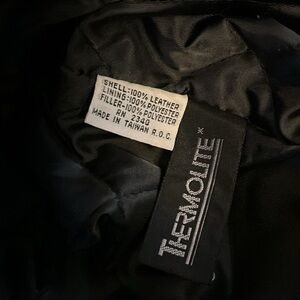 SHELL:100% LEATHER
LINING:100% POLYESTER
FILLER-100% POLYESTER
RN 2340
MADE IN TAIWAN R.O.C.
THERMOLITE